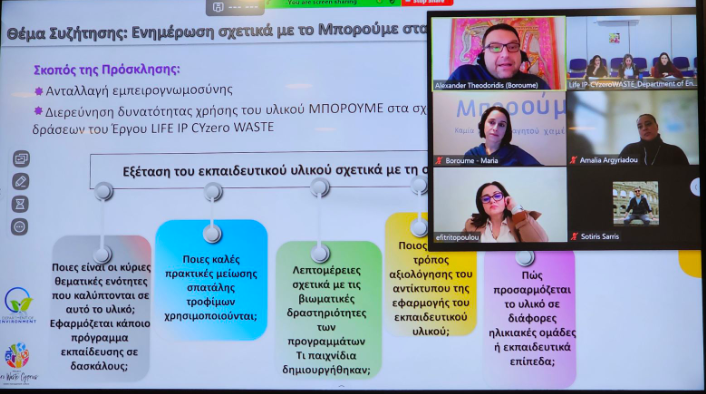 You are screen sharing
Θέμα Συζήτησης: Ενημέρωση σχετικά με το Μπορούμε στα
Σκοπός της Πρόσκλησης:
Ανταλλαγή εμπειρογνωμοσύνης
Διερεύνηση δυνατότητας χρήσης του υλικού ΜΠΟΡΟΥΜΕ στα σχ
δράσεων του Έργου LIFE IP CYzero WASTE
Εξέταση του εκπαιδευτικού υλικού σχετικά με τη σ
Ποιες είναι οι κύριες
θεματικές ενότητες
που καλύπτονται σε
αυτό το υλικό;
Εφαρμόζεται κάποιο
πρόγραμμα
εκπαίδευσης σε
δασκάλους;
Ποιες καλές
πρακτικές μείωσης
σπατάλης
τροφίμων
χρησιμοποιούνται;
Λεπτομέρειες
σχετικά με τις
βιωματικές
δραστηριότητες
των
προγραμμάτων
Τι παιχνίδια
δημιουργήθηκαν;
Ποιος
τρόπος
αξιολόγησης του
αντίκτυπου της
εφαρμογής του
εκπαιδευτικού
υλικού;
Πώς
προσαρμόζεται
το υλικό σε
διάφορες
ηλικιακές ομάδες
ή εκπαιδευτικά
επίπεδα;
Alexander Theodoridis (Boroume)
Life IP-CYzeroWASTE_Department of En
Μπορούμ
Boroume - Maria
Amalia Argyriadou
efitritopoulou
Sotiris Sarris
ENVIRONMENT